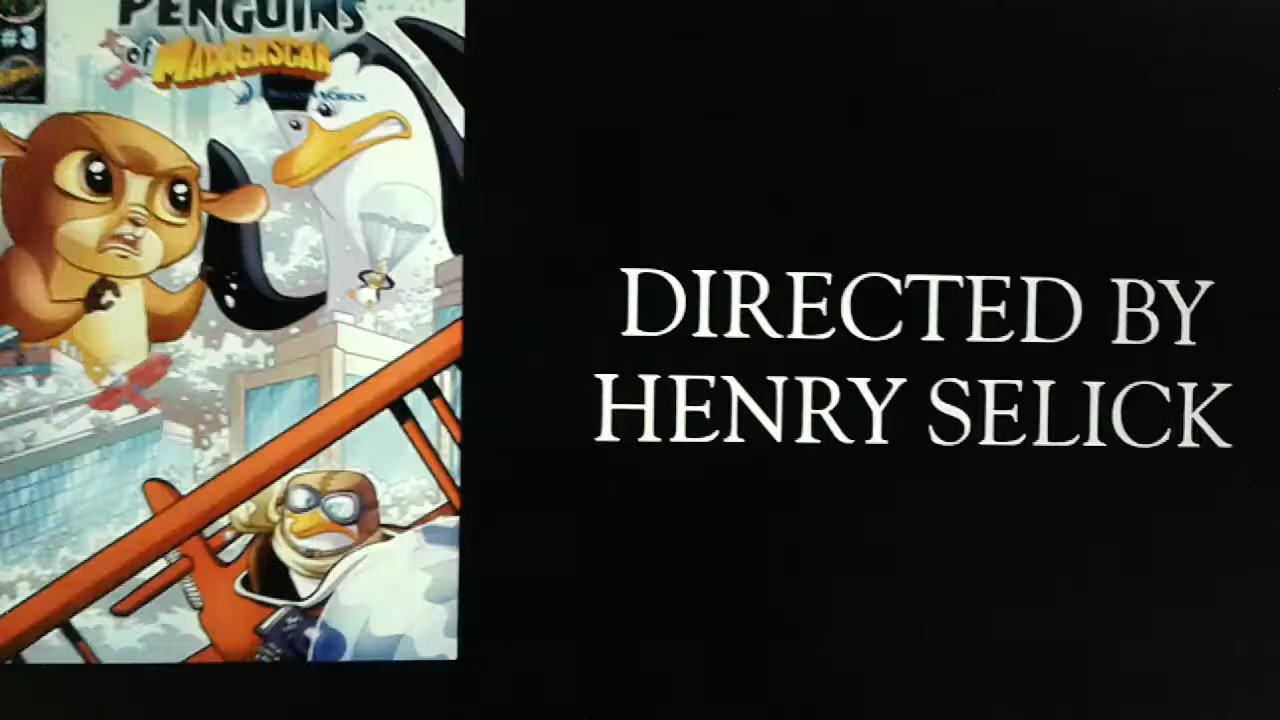 PENGUINS
#3
of MADAGASCAR
DIRECTED BY
HENRY SELICK